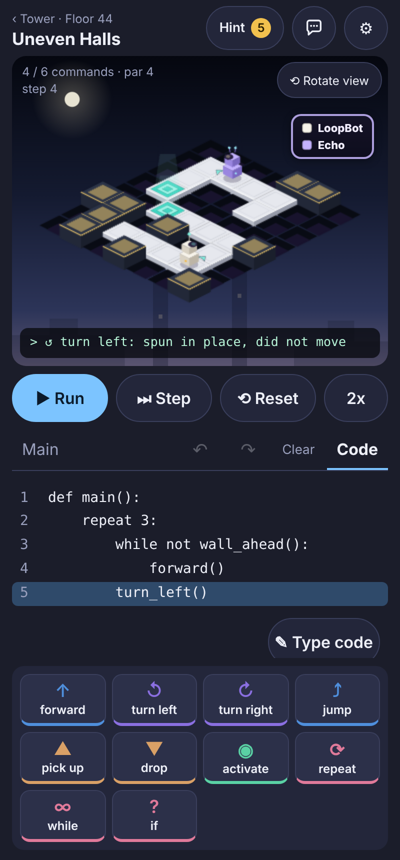 ‹ Tower · Floor 44
Uneven Halls
Hint 5
4 / 6 commands · par 4
step 4
⟲ Rotate view
LoopBot
Echo
> ↺ turn left: spun in place, did not move
▶ Run
⏭ Step
⟲ Reset
2x
Main
↶
↷
Clear
Code
1 def main():
2     repeat 3:
3         while not wall_ahead():
4             forward()
5         turn_left()
✎ Type code
forward
turn left
turn right
jump
pick up
drop
activate
repeat
while
if